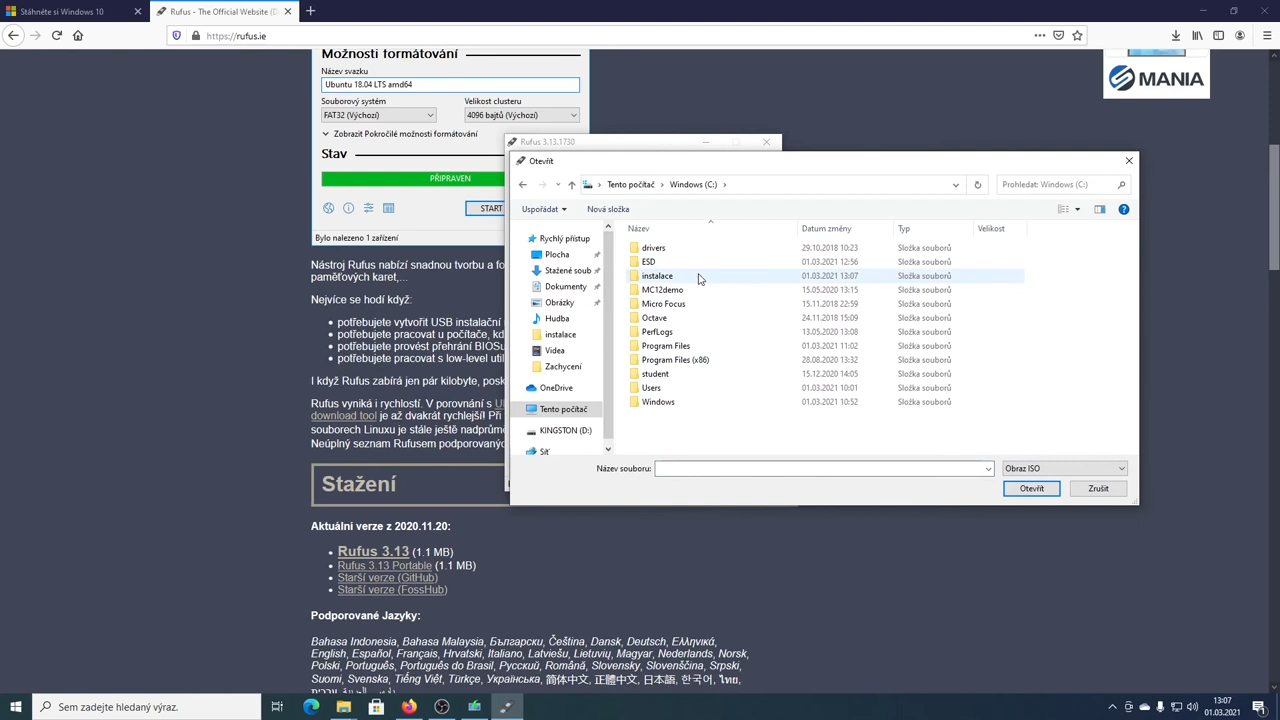 Stáhněte si Windows 10
Rufus - The Official Website (D
https://rufus.ie
Možnosti formátování
Název svazku
Ubuntu 18.04 LTS amd64
Souborový systém
Velikost clusteru
FAT32 (Výchozí)
4096 bajtů (Výchozí)
Zobrazit Pokročilé možnosti formátování
Stav
PŘIPRAVEN
START
Bylo nalezeno 1 zařízení
MANIA
Rufus 3.13.1730
Otevřít
Tento počítač
Windows (C:)
Prohledat: Windows (C:)
Uspořádat
Nová složka
Název
Datum změny
Typ
Velikost
Rychlý přístup
Plocha
Stažené soub
Dokumenty
Obrázky
Hudba
instalace
Videa
Zachycení
OneDrive
Tento počítač
KINGSTON (D:)
Síť
drivers 29.10.2018 10:23 Složka souborů
ESD 01.03.2021 12:56 Složka souborů
instalace 01.03.2021 13:07 Složka souborů
MC12demo 15.05.2020 13:15 Složka souborů
Micro Focus 15.11.2018 22:59 Složka souborů
Octave 24.11.2018 15:09 Složka souborů
PerfLogs 13.05.2020 13:08 Složka souborů
Program Files 01.03.2021 11:02 Složka souborů
Program Files (x86) 28.08.2020 13:32 Složka souborů
student 15.12.2020 14:05 Složka souborů
Users 01.03.2021 10:01 Složka souborů
Windows 01.03.2021 10:52 Složka souborů
Název souboru:
Obraz ISO
Otevřít
Zrušit
Nástroj Rufus nabízí snadnou tvorbu a fo
paměťových karet,...
Nejvíce se hodí když:
potřebujete vytvořit USB instalační
potřebujete pracovat u počítače, kd
potřebujete provést přehrání BIOSu
potřebujete pracovat s low-level util
I když Rufus zabírá jen pár kilobyte, posk
Rufus vyniká i rychlostí. V porovnání s U
download tool je až dvakrát rychlejší! Při
souborech Linuxu je stále ještě nadprům
Neúplný seznam Rufusem podporovaných
Stažení
Aktuální verze z 2020.11.20:
Rufus 3.13 (1.1 MB)
Rufus 3.13 Portable (1.1 MB)
Starší verze (GitHub)
Starší verze (FossHub)
Podporované Jazyky:
Bahasa Indonesia, Bahasa Malaysia, Български, Čeština, Dansk, Deutsch, Ελληνικά,
English, Español, Français, Hrvatski, Italiano, Latviešu, Lietuvių, Magyar, Nederlands, Norsk,
Polski, Português, Português do Brasil, Русский, Română, Slovensky, Slovenščina, Srpski,
Suomi, Svenska, Tiếng Việt, Türkçe, Українська, 简体中文, 正體中文, 日本語, 한국어, ไทย,
Sem zadejte hledaný výraz.
13:07
01.03.2021